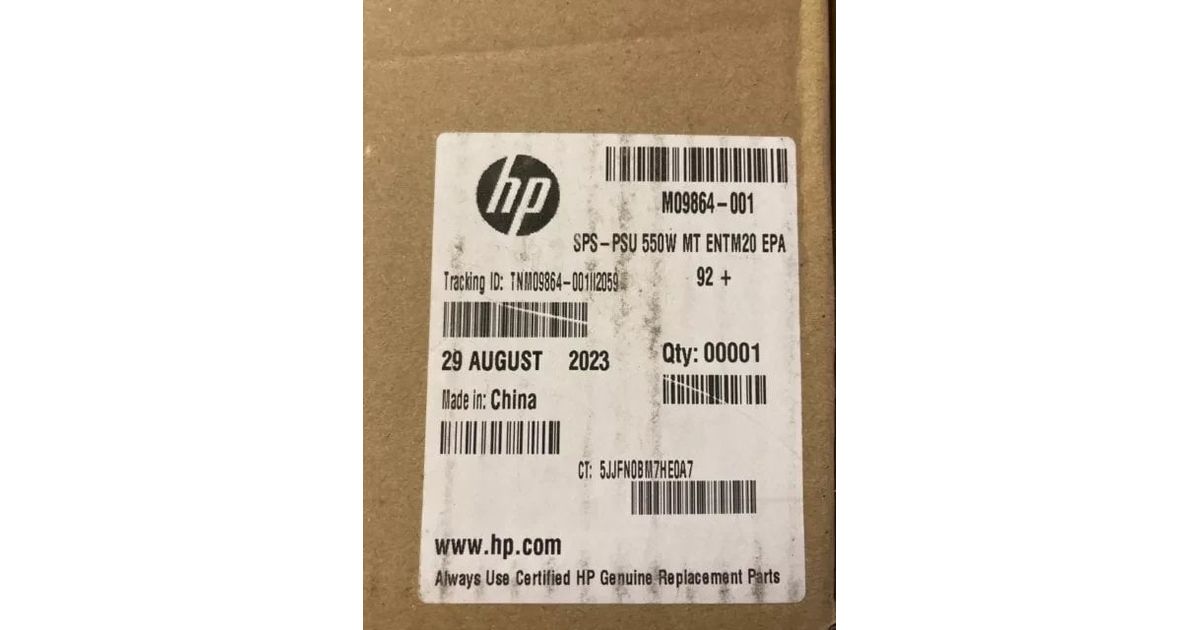 hp
M09864-001
SPS-PSU 550W MT ENTM20 EPA
92 +
Tracking ID: TNM09864-001II2059
29 AUGUST 2023
Qty: 00001
Made in: China
CT: 5JJFN0BM7HE0A7
www.hp.com
Always Use Certified HP Genuine Replacement Parts